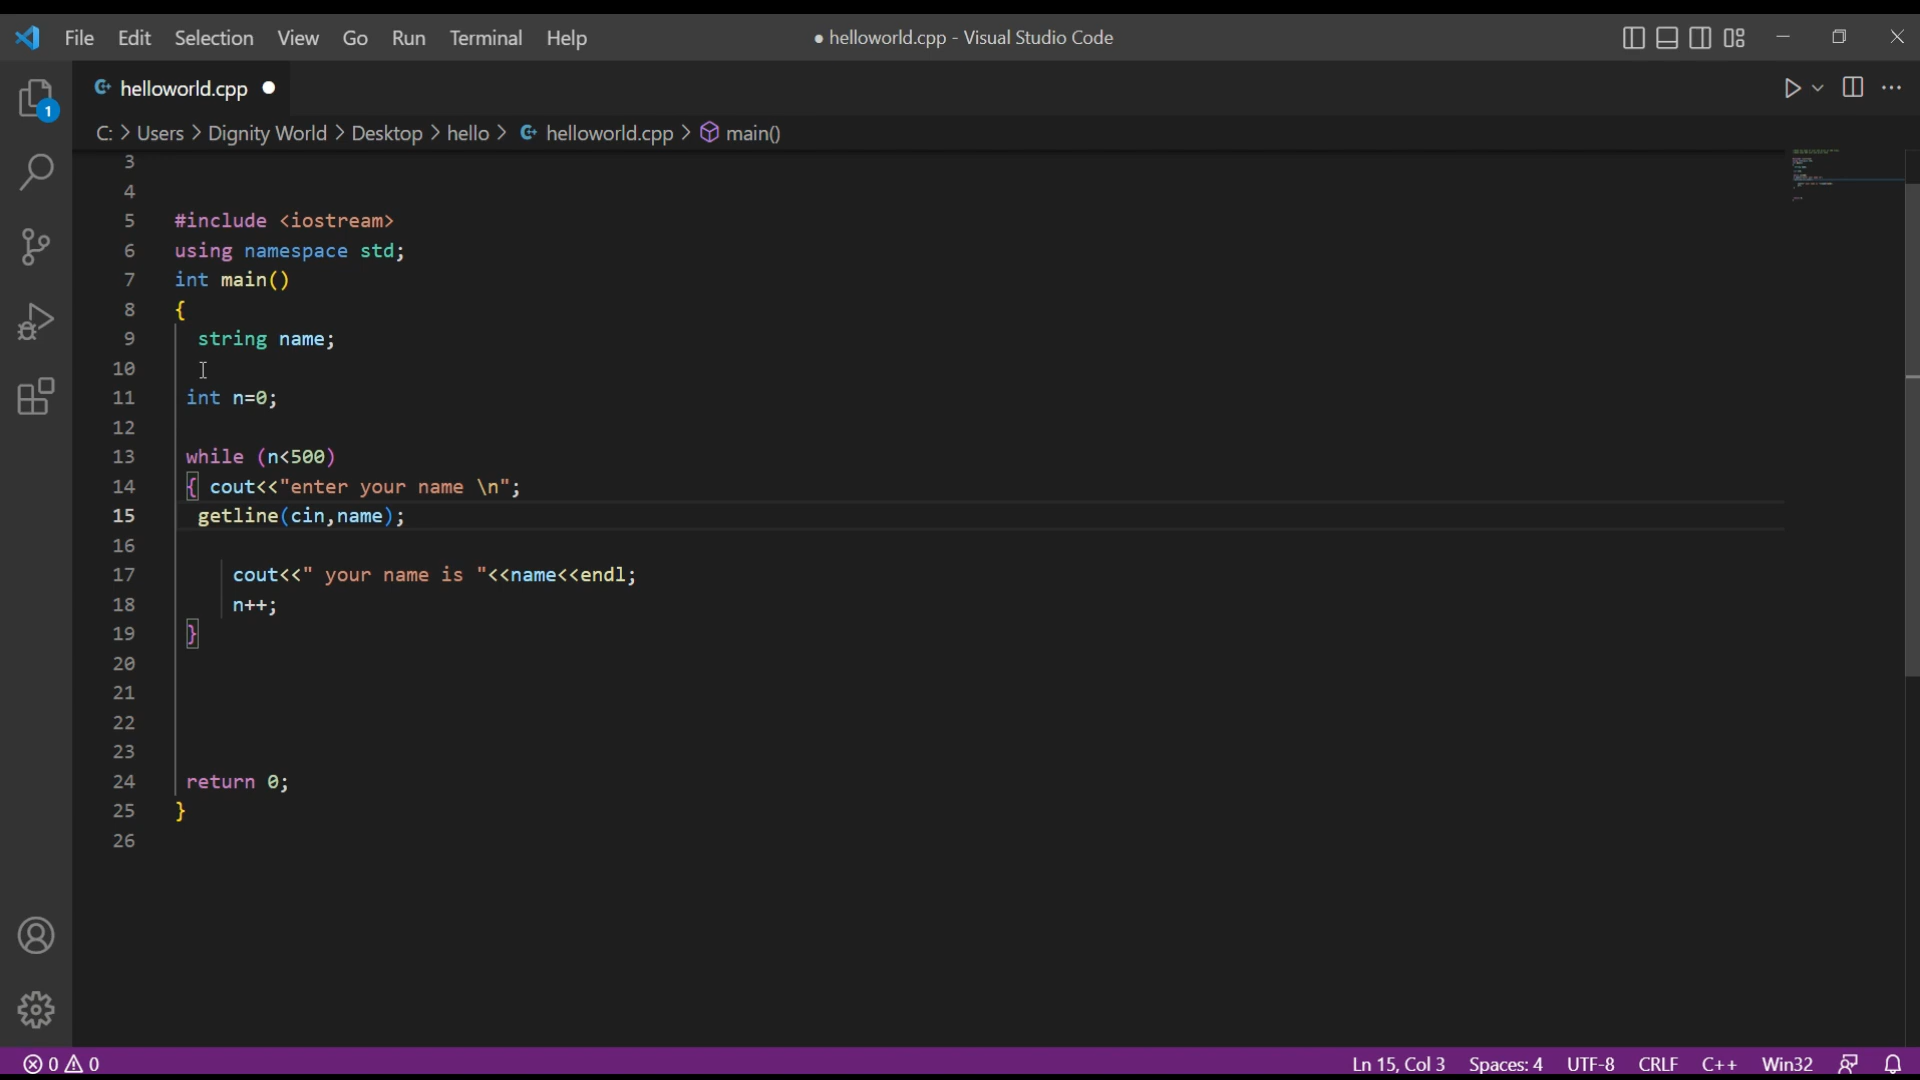 File Edit Selection View Go Run Terminal Help ● helloworld.cpp - Visual Studio Code
helloworld.cpp ●
1
C: > Users > Dignity World > Desktop > hello > helloworld.cpp > main()
3
4
5 #include <iostream>
6 using namespace std;
7 int main()
8 {
9 string name;
10
11 int n=0;
12
13 while (n<500)
14 { cout<<"enter your name \n";
15 getline(cin,name);
16
17 cout<<" your name is "<<name<<endl;
18 n++;
19 }
20
21
22
23
24 return 0;
25 }
26
0 0 Ln 15, Col 3 Spaces: 4 UTF-8 CRLF C++ Win32